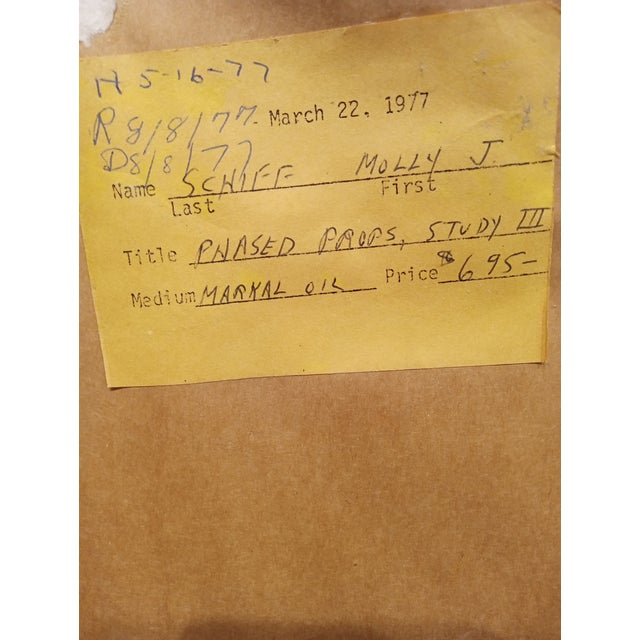 H 5-16-77
R 8/8/77 March 22, 1977
D8/8/77
Name SCHIFF MOLLY J.
Last First
Title PHASED PROPS, STUDY III
Medium MARKAL OIL Price $695-